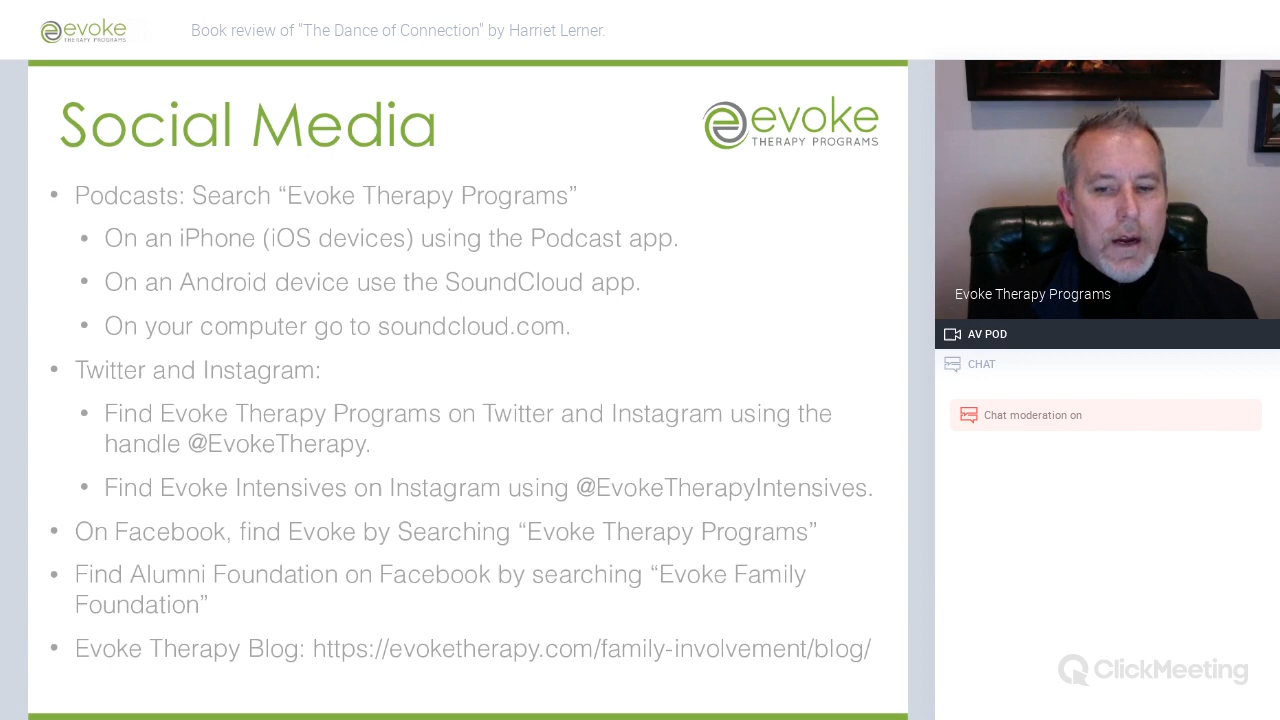 evoke
THERAPY PROGRAMS
Book review of "The Dance of Connection" by Harriet Lerner.
Social Media
evoke
THERAPY PROGRAMS
• Podcasts: Search “Evoke Therapy Programs”
• On an iPhone (iOS devices) using the Podcast app.
• On an Android device use the SoundCloud app.
• On your computer go to soundcloud.com.
• Twitter and Instagram:
• Find Evoke Therapy Programs on Twitter and Instagram using the
handle @EvokeTherapy.
• Find Evoke Intensives on Instagram using @EvokeTherapyIntensives.
• On Facebook, find Evoke by Searching “Evoke Therapy Programs”
• Find Alumni Foundation on Facebook by searching “Evoke Family
Foundation”
• Evoke Therapy Blog: https://evoketherapy.com/family-involvement/blog/
Evoke Therapy Programs
AV POD
CHAT
Chat moderation on
ClickMeeting